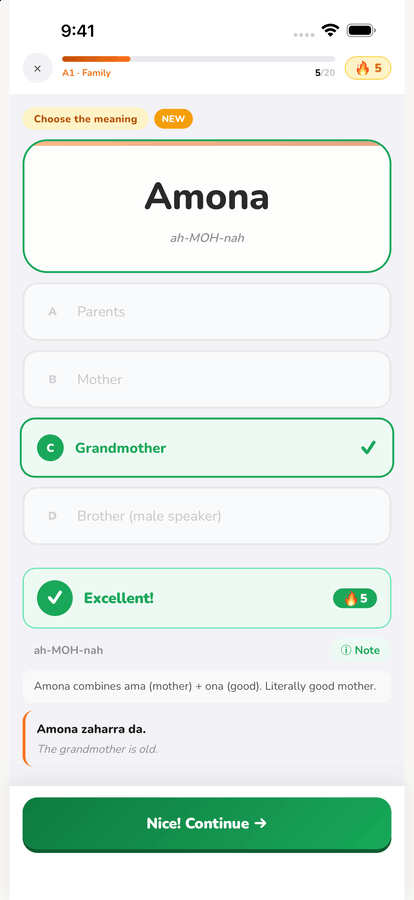 9:41
A1 · Family
5/20
🔥 5
Choose the meaning
NEW
Amona
ah-MOH-nah
A Parents
B Mother
C Grandmother
D Brother (male speaker)
Excellent!
🔥 5
ah-MOH-nah
ⓘ Note
Amona combines ama (mother) + ona (good). Literally good mother.
Amona zaharra da.
The grandmother is old.
Nice! Continue →